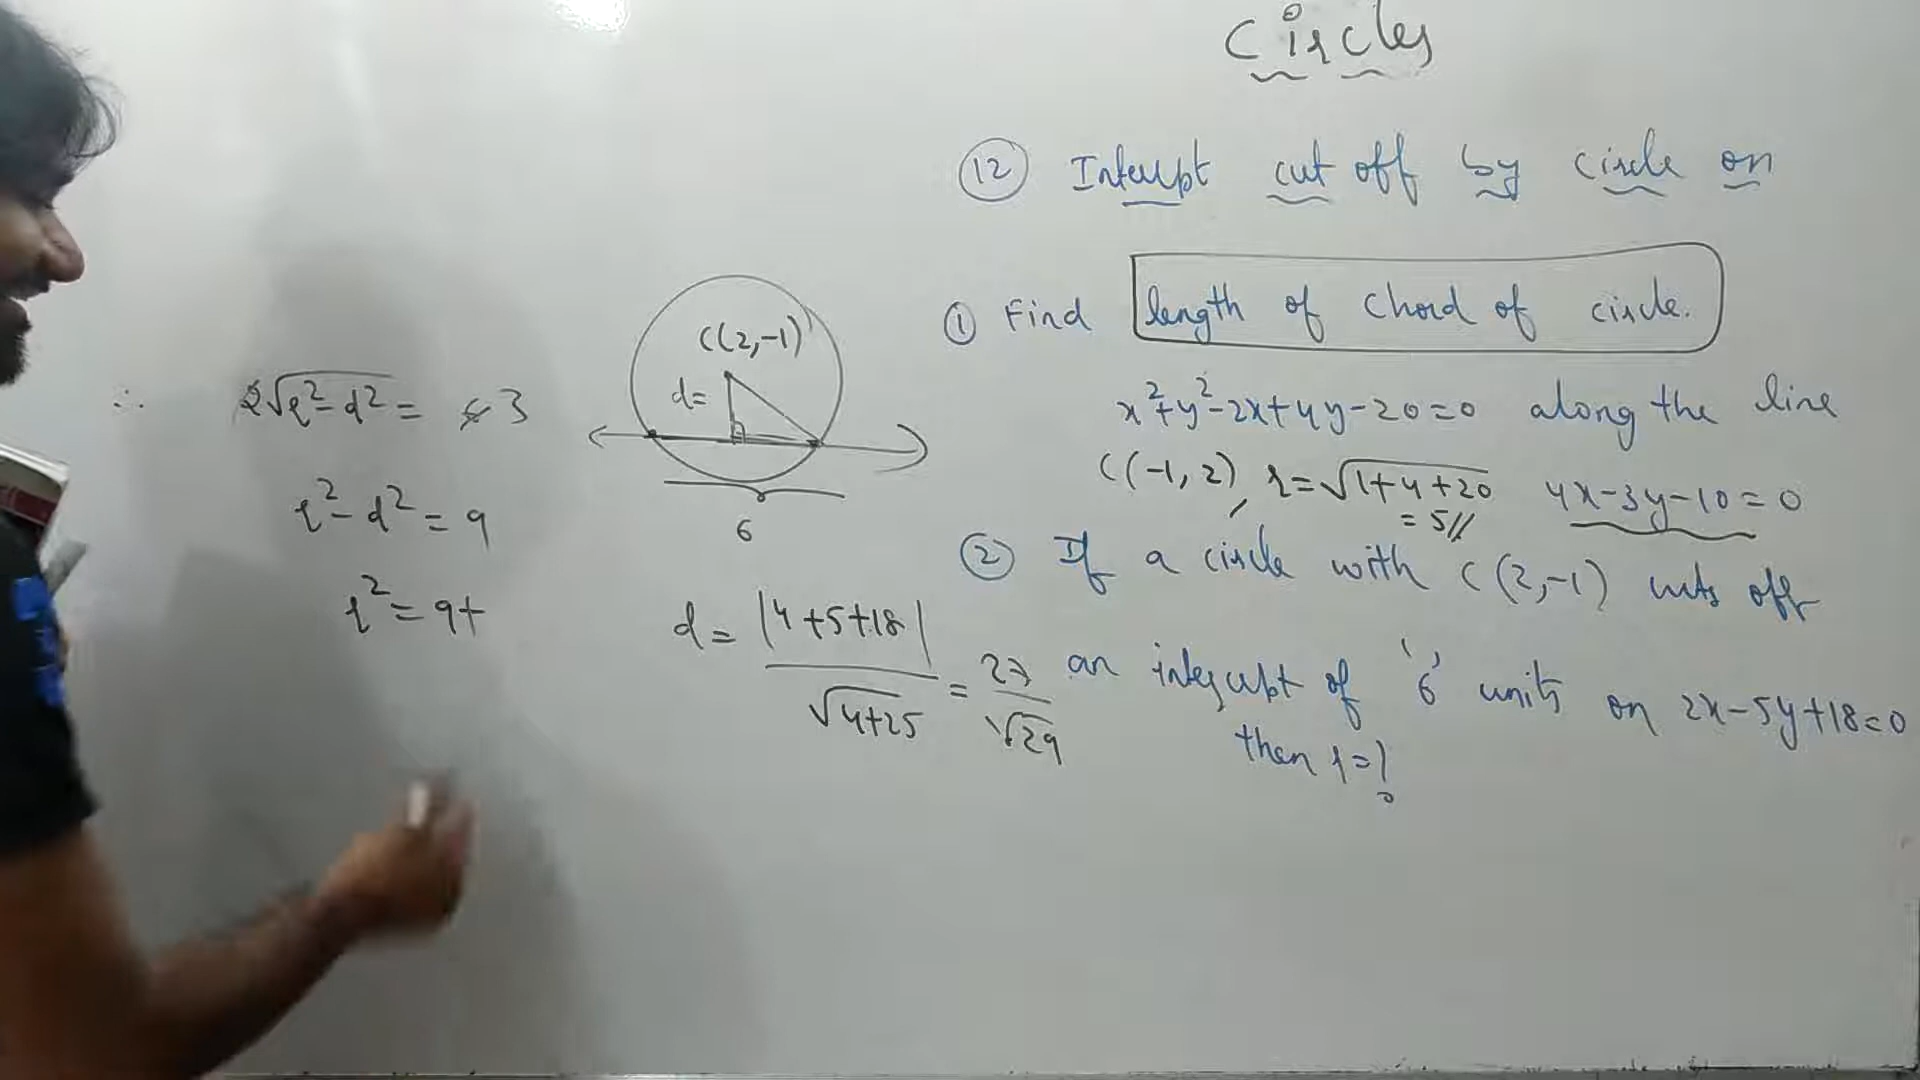 Circles
(12) Intercept cut off by circle on
① Find length of chord of circle.
x²+y²-2x+4y-20=0 along the line
C(-1,2), r=√1+4+20 4x-3y-10=0
=5//
② If a circle with C(2,-1) cuts off
an intercept of '6' units on 2x-5y+18=0
then r=?
C(2,-1)
d=
6
∴ 2√r²-d² = 6 3
r²-d²=9
r²=9+
d= |4+5+18| / √4+25 = 27/√29